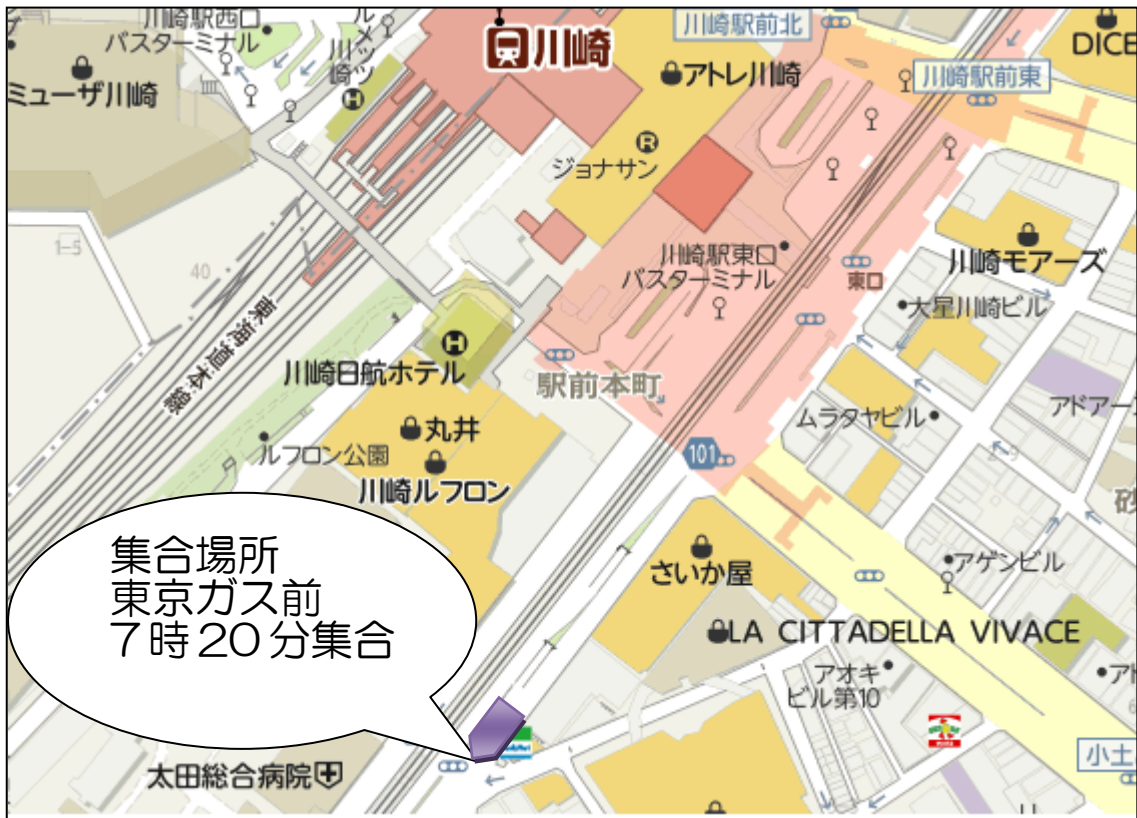 川崎駅西口
バスターミナル
川崎
川崎駅前北
DICE
アトレ川崎
川崎駅前東
ミューザ川崎
ジョナサン
1-5
40
川崎駅東口
バスターミナル
川崎モアーズ
東口
大星川崎ビル
東海道本線
川崎日航ホテル
駅前本町
アドアー
ムラタヤビル
丸井
ルフロン公園
101
川崎ルフロン
砂
集合場所
東京ガス前
7時20分集合
さいか屋
アゲンビル
LA CITTADELLA VIVACE
アオキ
ビル第10
小土
太田総合病院